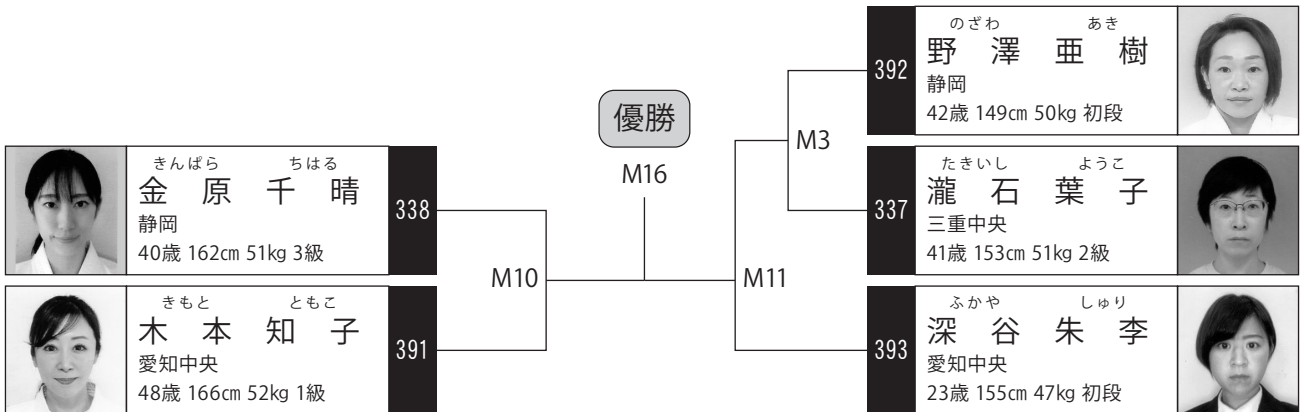 優勝
M16
きんぱら ちはる
金原 千晴
静岡
40歳 162cm 51kg 3級
338
きもと ともこ
木本 知子
愛知中央
48歳 166cm 52kg 1級
391
M10
M11
M3
392
のざわ あき
野澤 亜樹
静岡
42歳 149cm 50kg 初段
337
たきいし ようこ
瀧石 葉子
三重中央
41歳 153cm 51kg 2級
393
ふかや しゅり
深谷 朱李
愛知中央
23歳 155cm 47kg 初段